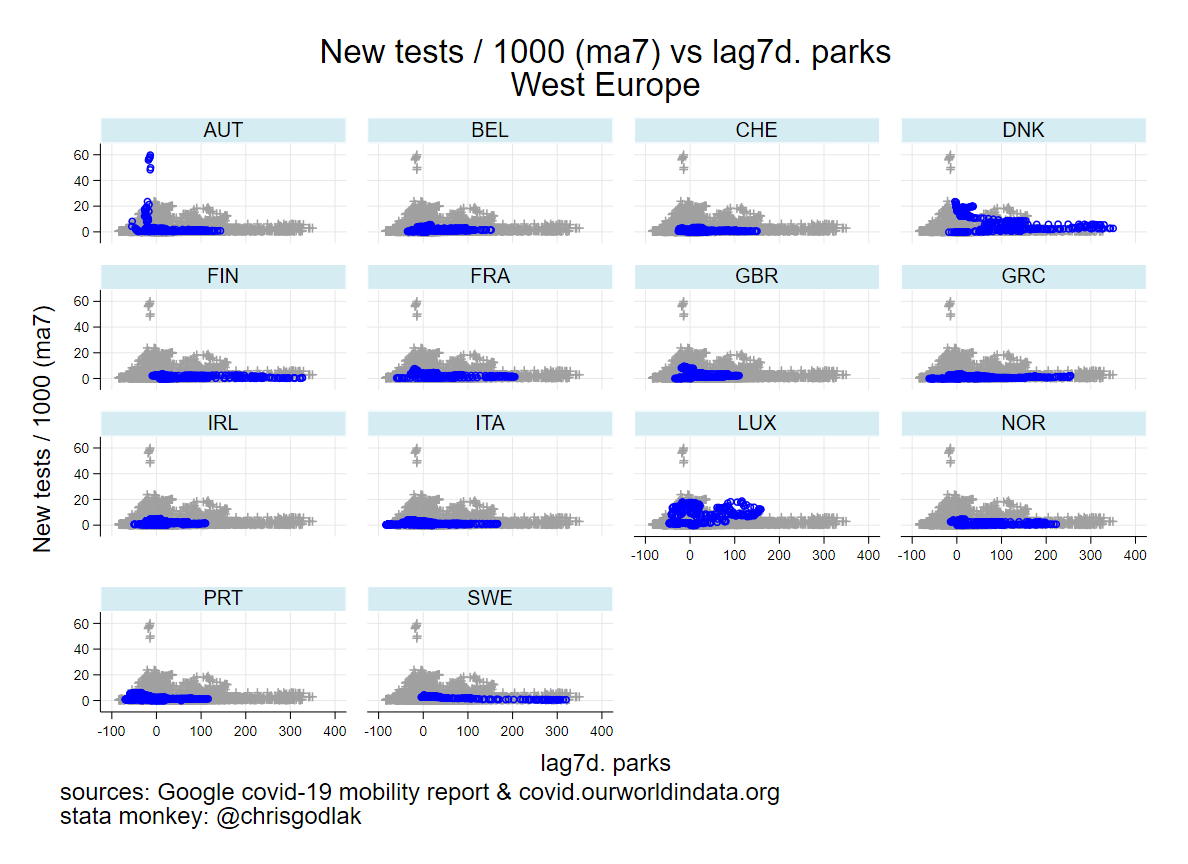 New tests / 1000 (ma7) vs lag7d. parks
West Europe
AUT BEL CHE DNK
60
40
20
0
FIN FRA GBR GRC
60
40
20
0
IRL ITA LUX NOR
60
40
20
0
-100 0 100 200 300 400 -100 0 100 200 300 400
PRT SWE
60
40
20
0
-100 0 100 200 300 400 -100 0 100 200 300 400
New tests / 1000 (ma7)
lag7d. parks
sources: Google covid-19 mobility report & covid.ourworldindata.org
stata monkey: @chrisgodlak